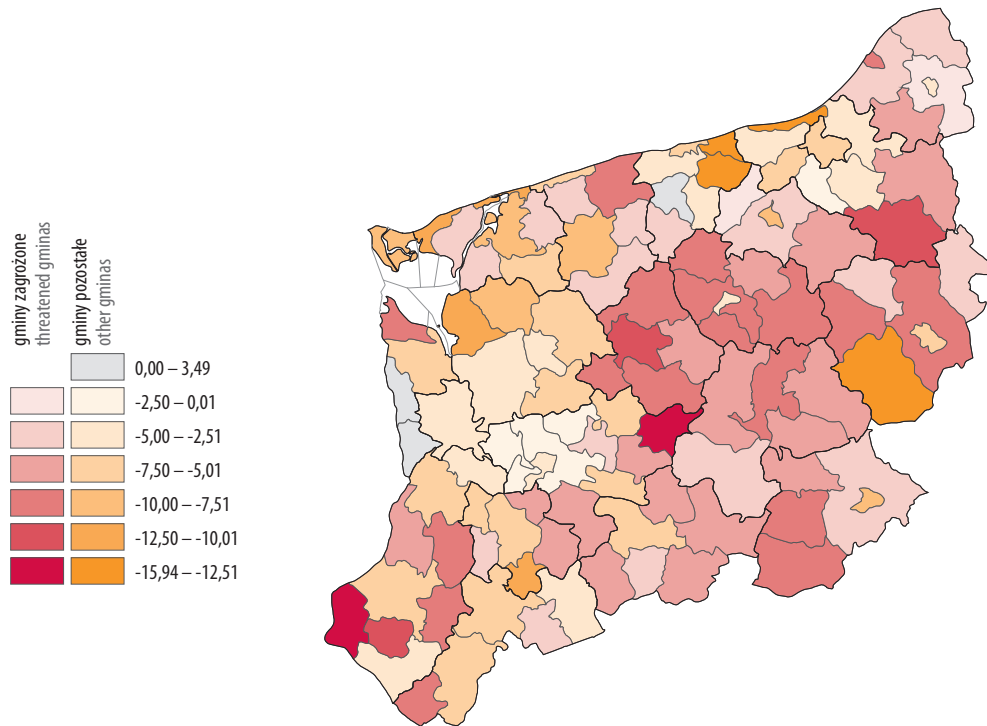 gminy zagrożone
threatened gminas
gminy pozostałe
other gminas
0,00 – 3,49
-2,50 – 0,01
-5,00 – -2,51
-7,50 – -5,01
-10,00 – -7,51
-12,50 – -10,01
-15,94 – -12,51